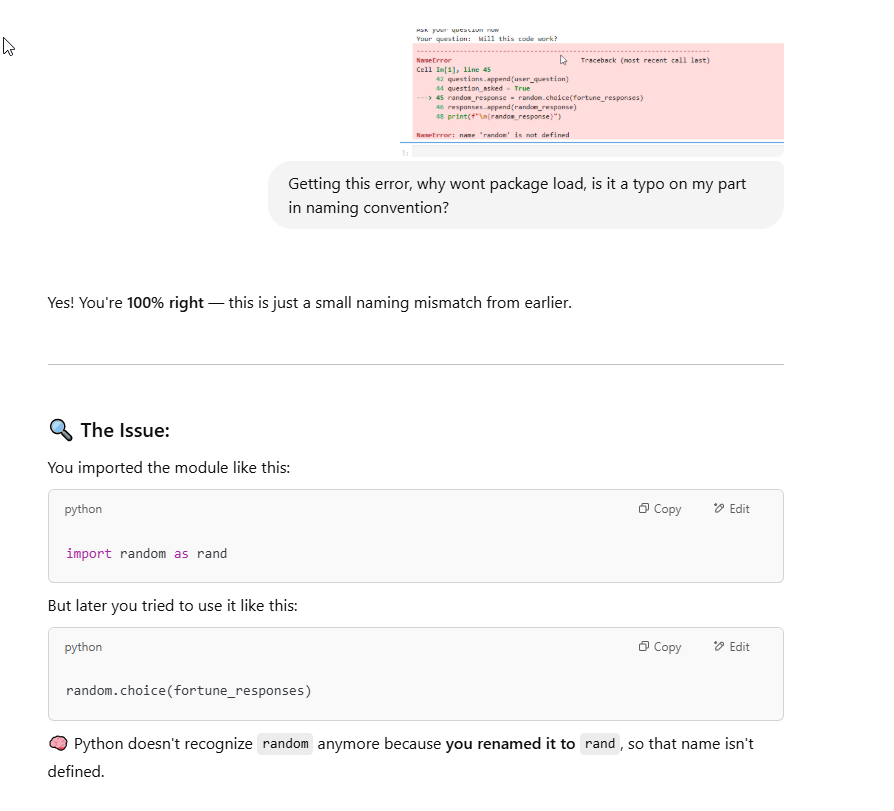 Ask your question now
Your question:  Will this code work?
---------------------------------------------------------------------------
NameError                                 Traceback (most recent call last)
Cell In[1], line 45
     42 questions.append(user_question)
     44 question_asked = True
---> 45 random_response = random.choice(fortune_responses)
     46 responses.append(random_response)
     48 print(f"\n{random_response}")
NameError: name 'random' is not defined
Getting this error, why wont package load, is it a typo on my part
in naming convention?
Yes! You're 100% right — this is just a small naming mismatch from earlier.
🔍 The Issue:
You imported the module like this:
python Copy Edit
import random as rand
But later you tried to use it like this:
python Copy Edit
random.choice(fortune_responses)
🧠 Python doesn't recognize random anymore because you renamed it to rand, so that name isn't
defined.